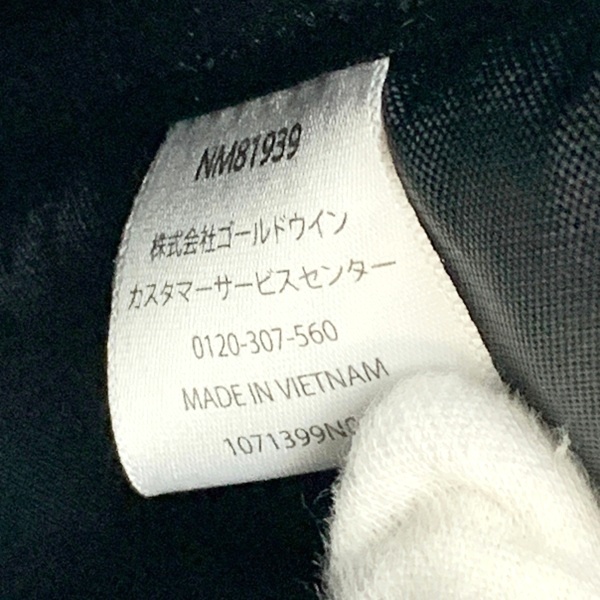 NM81939
株式会社ゴールドウイン
カスタマーサービスセンター
0120-307-560
MADE IN VIETNAM